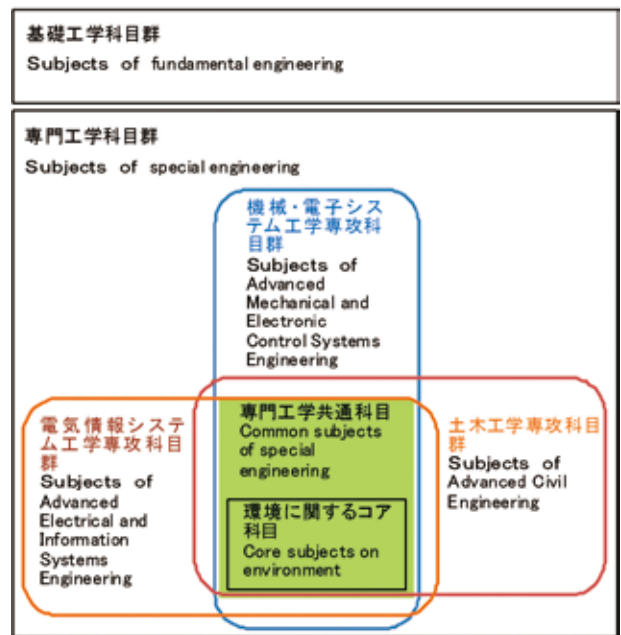 基礎工学科目群
Subjects of fundamental engineering
専門工学科目群
Subjects of special engineering
機械・電子シス
テム工学専攻科
目群
Subjects of
Advanced
Mechanical and
Electronic
Control Systems
Engineering
電気情報システ
ム工学専攻科目
群
Subjects of
Advanced
Electrical and
Information
Systems
Engineering
専門工学共通科目
Common subjects
of special
engineering
環境に関するコア
科目
Core subjects on
environment
土木工学専攻科目
群
Subjects of
Advanced Civil
Engineering